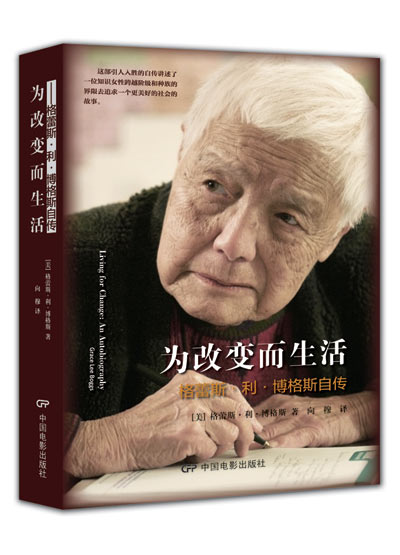 为改变而生活
——格蕾斯·利·博格斯自传
[美] 格蕾斯·利·博格斯 著
向 穆 译
CFP
中国电影出版社
这部引人入胜的自传讲述了
一位知识女性跨越阶级和种族的
界限去追求一个更美好的社会的
故事。
Living for Change: An Autobiography
Grace Lee Boggs
为改变而生活
格蕾斯·利·博格斯自传
[美] 格蕾斯·利·博格斯 著 向 穆 译
CFP 中国电影出版社